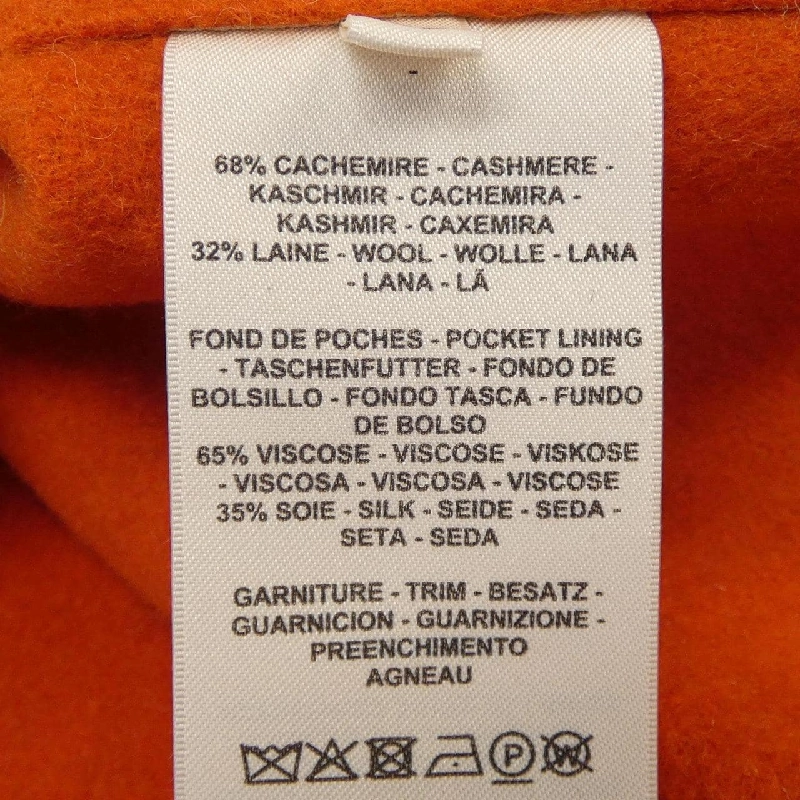 68% CACHEMIRE - CASHMERE -
KASCHMIR - CACHEMIRA -
KASHMIR - CAXEMIRA
32% LAINE - WOOL - WOLLE - LANA
- LANA - LÃ
FOND DE POCHES - POCKET LINING
- TASCHENFUTTER - FONDO DE
BOLSILLO - FONDO TASCA - FUNDO
DE BOLSO
65% VISCOSE - VISCOSE - VISKOSE
- VISCOSA - VISCOSA - VISCOSE
35% SOIE - SILK - SEIDE - SEDA -
SETA - SEDA
GARNITURE - TRIM - BESATZ -
GUARNICION - GUARNIZIONE -
PREENCHIMENTO
AGNEAU
P W